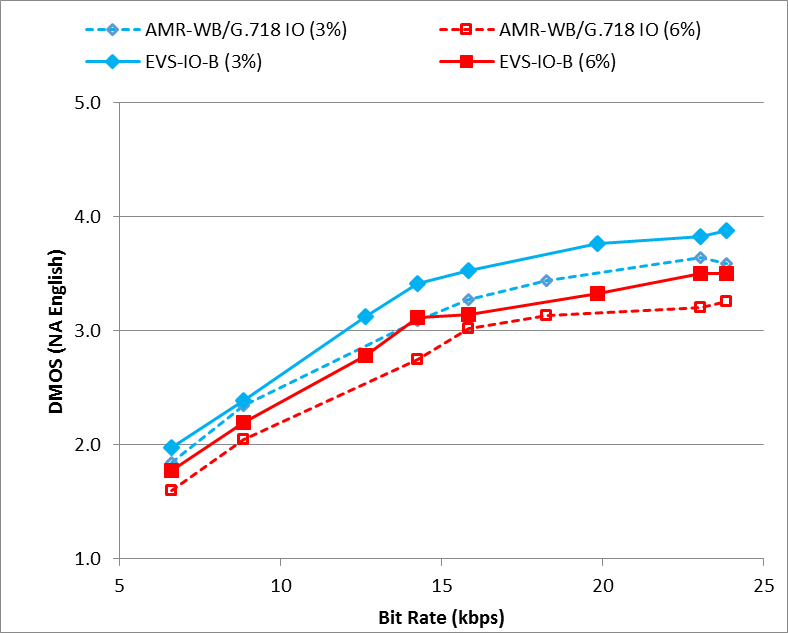 AMR-WB/G.718 IO (3%) AMR-WB/G.718 IO (6%)
EVS-IO-B (3%) EVS-IO-B (6%)
5.0
4.0
3.0
2.0
1.0
DMOS (NA English)
5 10 15 20 25
Bit Rate (kbps)